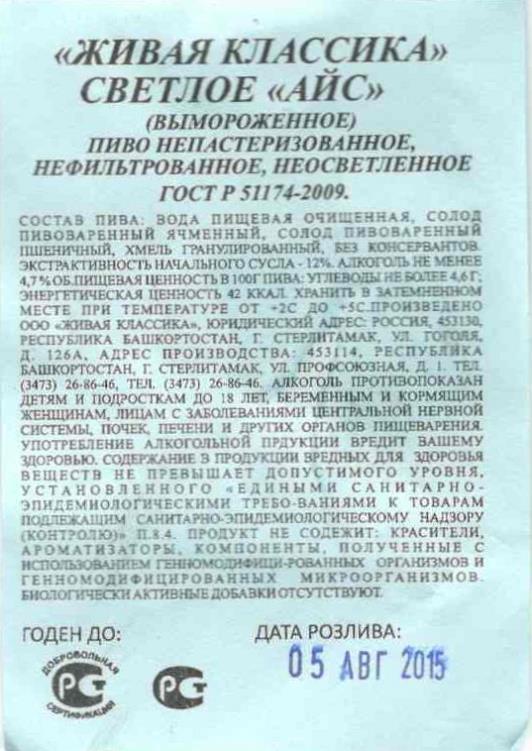 «ЖИВАЯ КЛАССИКА»
СВЕТЛОЕ «АЙС»
(ВЫМОРОЖЕННОЕ)
ПИВО НЕПАСТЕРИЗОВАННОЕ,
НЕФИЛЬТРОВАННОЕ, НЕОСВЕТЛЕННОЕ
ГОСТ Р 51174-2009.
СОСТАВ ПИВА: ВОДА ПИЩЕВАЯ ОЧИЩЕННАЯ, СОЛОД
ПИВОВАРЕННЫЙ ЯЧМЕННЫЙ, СОЛОД ПИВОВАРЕННЫЙ
ПШЕНИЧНЫЙ, ХМЕЛЬ ГРАНУЛИРОВАННЫЙ, БЕЗ КОНСЕРВАНТОВ.
ЭКСТРАКТИВНОСТЬ НАЧАЛЬНОГО СУСЛА - 12%. АЛКОГОЛЬ НЕ МЕНЕЕ
4,7 % ОБ.ПИЩЕВАЯ ЦЕННОСТЬ В 100Г ПИВА: УГЛЕВОДЫ НЕ БОЛЕЕ 4,6 Г;
ЭНЕРГЕТИЧЕСКАЯ ЦЕННОСТЬ 42 ККАЛ. ХРАНИТЬ В ЗАТЕМНЕННОМ
МЕСТЕ ПРИ ТЕМПЕРАТУРЕ ОТ +2С ДО +5С.ПРОИЗВЕДЕНО
ООО «ЖИВАЯ КЛАССИКА», ЮРИДИЧЕСКИЙ АДРЕС: РОССИЯ, 453130,
РЕСПУБЛИКА БАШКОРТОСТАН, Г. СТЕРЛИТАМАК, УЛ. ГОГОЛЯ,
Д. 126А, АДРЕС ПРОИЗВОДСТВА: 453114, РЕСПУБЛИКА
БАШКОРТОСТАН, Г. СТЕРЛИТАМАК, УЛ. ПРОФСОЮЗНАЯ, Д. 1. ТЕЛ.
(3473) 26-86-46, ТЕЛ. (3473) 26-86-46. АЛКОГОЛЬ ПРОТИВОПОКАЗАН
ДЕТЯМ И ПОДРОСТКАМ ДО 18 ЛЕТ, БЕРЕМЕННЫМ И КОРМЯЩИМ
ЖЕНЩИНАМ, ЛИЦАМ С ЗАБОЛЕВАНИЯМИ ЦЕНТРАЛЬНОЙ НЕРВНОЙ
СИСТЕМЫ, ПОЧЕК, ПЕЧЕНИ И ДРУГИХ ОРГАНОВ ПИЩЕВАРЕНИЯ.
УПОТРЕБЛЕНИЕ АЛКОГОЛЬНОЙ ПРДУКЦИИ ВРЕДИТ ВАШЕМУ
ЗДОРОВЬЮ. СОДЕРЖАНИЕ В ПРОДУКЦИИ ВРЕДНЫХ ДЛЯ ЗДОРОВЬЯ
ВЕЩЕСТВ НЕ ПРЕВЫШАЕТ ДОПУСТИМОГО УРОВНЯ,
УСТАНОВЛЕННОГО «ЕДИНЫМИ САНИТАРНО-
ЭПИДЕМИОЛОГИЧЕСКИМИ ТРЕБО-ВАНИЯМИ К ТОВАРАМ
ПОДЛЕЖАЩИМ САНИТАРНО-ЭПИДЕМИОЛОГИЧЕСКОМУ НАДЗОРУ
(КОНТРОЛЮ)» П.8.4. ПРОДУКТ НЕ СОДЕЖИТ: КРАСИТЕЛИ,
АРОМАТИЗАТОРЫ, КОМПОНЕНТЫ, ПОЛУЧЕННЫЕ С
ИСПОЛЬЗОВАНИЕМ ГЕННОМОДИФИЦИ-РОВАННЫХ ОРГАНИЗМОВ И
ГЕННОМОДИФИЦИРОВАННЫХ МИКРООРГАНИЗМОВ.
БИОЛОГИЧЕСКИ АКТИВНЫЕ ДОБАВКИ ОТСУТСТВУЮТ.
ГОДЕН ДО:
ДАТА РОЗЛИВА:
05 АВГ 2015
ДОБРОВОЛЬНАЯ
РСТ
СЕРТИФИКАЦИЯ
РСТ